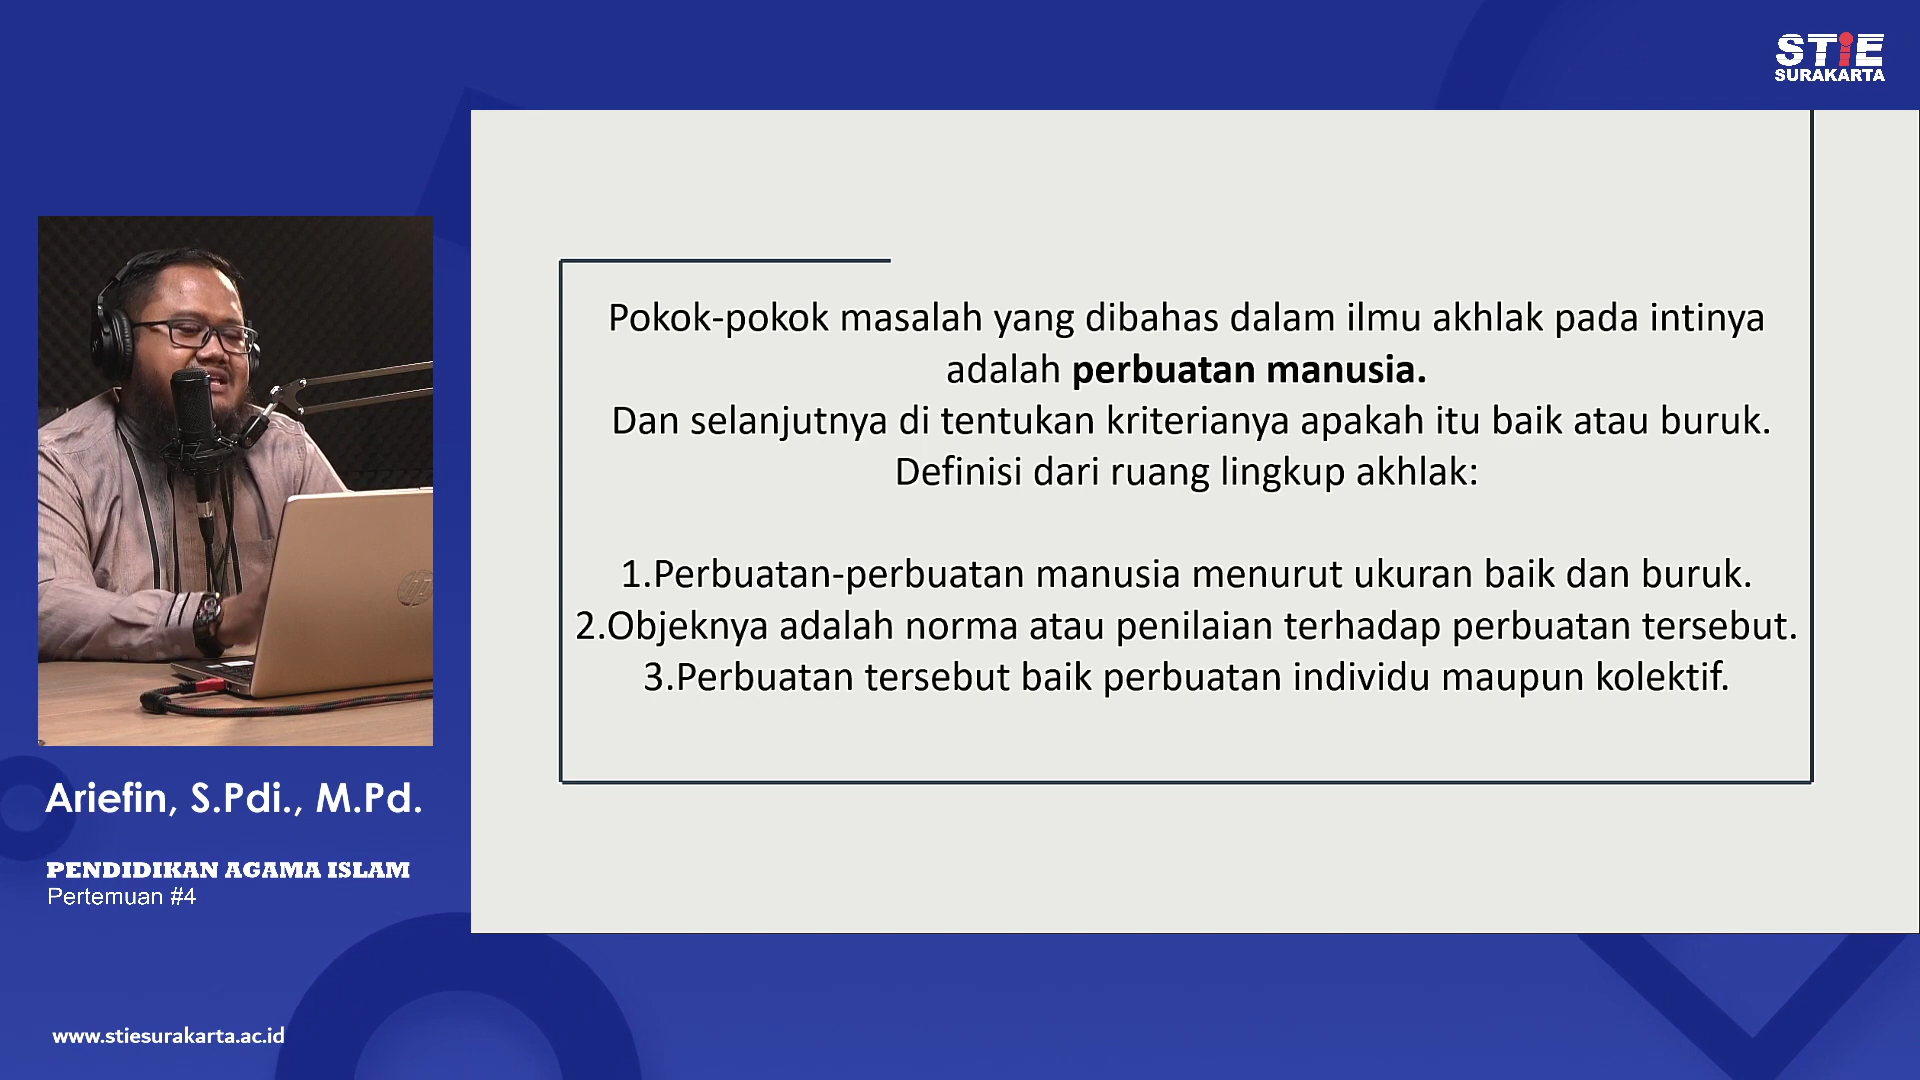 STiE
SURAKARTA
Pokok-pokok masalah yang dibahas dalam ilmu akhlak pada intinya
adalah perbuatan manusia.
Dan selanjutnya di tentukan kriterianya apakah itu baik atau buruk.
Definisi dari ruang lingkup akhlak:
1.Perbuatan-perbuatan manusia menurut ukuran baik dan buruk.
2.Objeknya adalah norma atau penilaian terhadap perbuatan tersebut.
3.Perbuatan tersebut baik perbuatan individu maupun kolektif.
hp
Ariefin, S.Pdi., M.Pd.
PENDIDIKAN AGAMA ISLAM
Pertemuan #4
www.stiesurakarta.ac.id